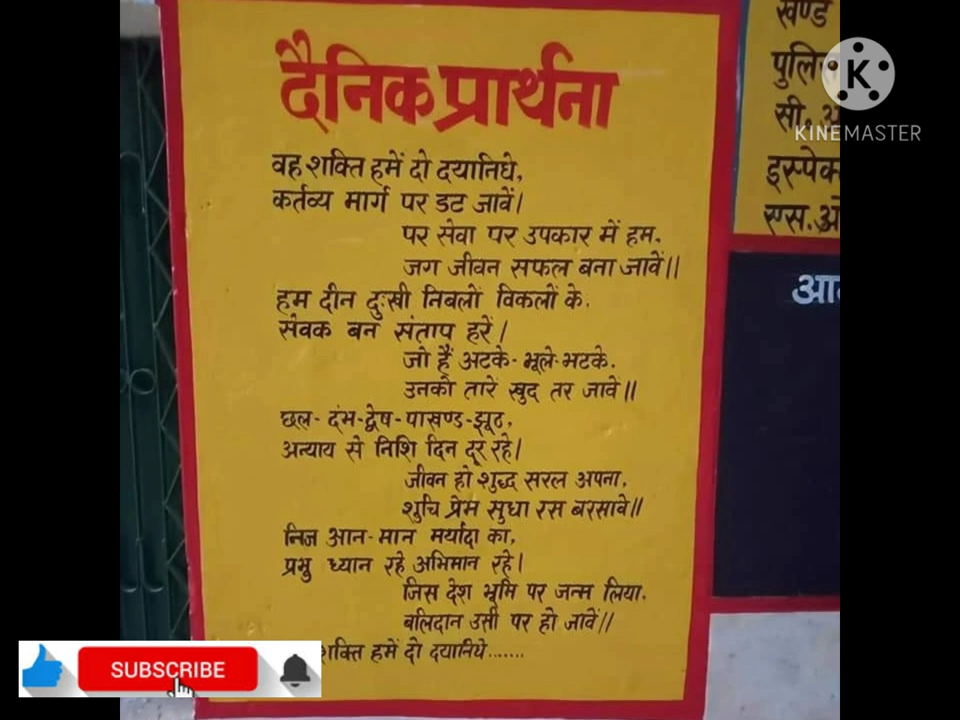 दैनिक प्रार्थना
वह शक्ति हमें दो दयानिधे,
कर्तव्य मार्ग पर डट जावें।
पर सेवा पर उपकार में हम,
जग जीवन सफल बना जावें॥
हम दीन दुःखी निबलों विकलों के,
सेवक बन संताप हरें।
जो हैं अटके-भूले-भटके,
उनको तारें खुद तर जावें॥
छल-दंभ-द्वेष-पाखण्ड-झूठ,
अन्याय से निशि दिन दूर रहे।
जीवन हो शुद्ध सरल अपना,
शुचि प्रेम सुधा रस बरसावे॥
निज आन-मान मर्यादा का,
प्रभु ध्यान रहे अभिमान रहे।
जिस देश भूमि पर जन्म लिया,
बलिदान उसी पर हो जावें॥
शक्ति हमें दो दयानिधे.......
खण्ड
सी.
एस.
KINEMASTER
SUBSCRIBE